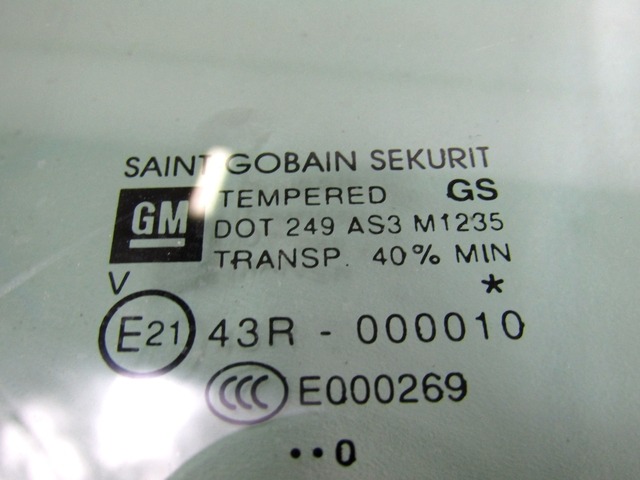 SAINT GOBAIN SEKURIT
GM
TEMPERED GS
DOT 249 AS3 M1235
TRANSP. 40% MIN
V *
E21 43R - 000010
CCC E000269
••0